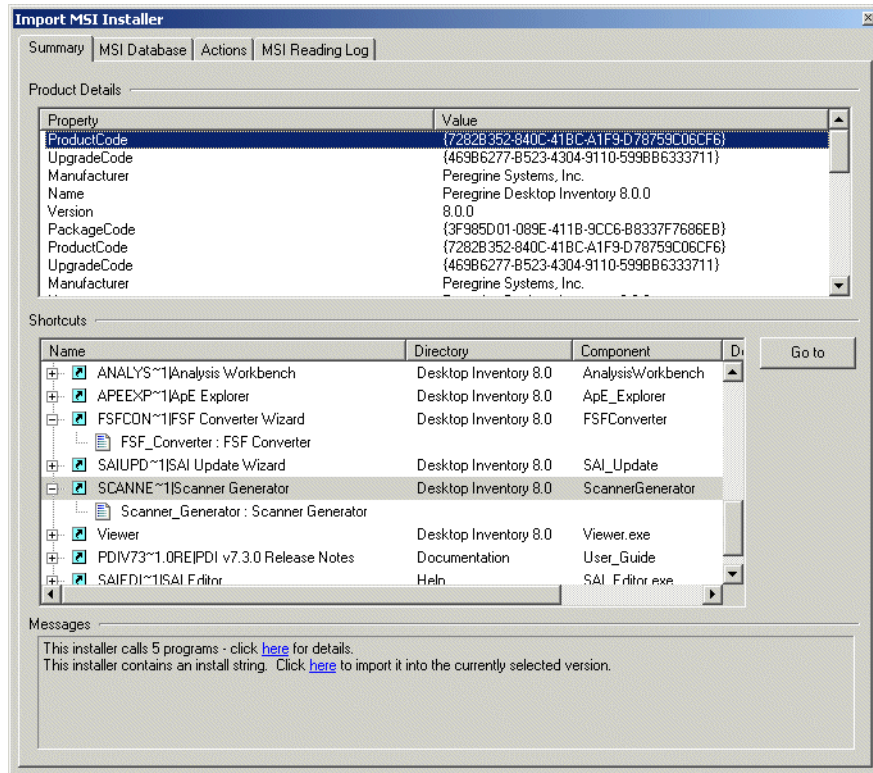 Import MSI Installer
Summary MSI Database Actions MSI Reading Log
Product Details
Property Value
ProductCode {7282B352-840C-41BC-A1F9-D78759C06CF6}
UpgradeCode {469B6277-B523-4304-9110-599BB6333711}
Manufacturer Peregrine Systems, Inc.
Name Peregrine Desktop Inventory 8.0.0
Version 8.0.0
PackageCode {3F985D01-089E-411B-9CC6-B8337F7686EB}
ProductCode {7282B352-840C-41BC-A1F9-D78759C06CF6}
UpgradeCode {469B6277-B523-4304-9110-599BB6333711}
Manufacturer Peregrine Systems, Inc.
Shortcuts
Name Directory Component
Go to
ANALYS~1|Analysis Workbench Desktop Inventory 8.0 AnalysisWorkbench
APEEXP~1|ApE Explorer Desktop Inventory 8.0 ApE_Explorer
FSFCON~1|FSF Converter Wizard Desktop Inventory 8.0 FSFConverter
FSF_Converter : FSF Converter
SAIUPD~1|SAI Update Wizard Desktop Inventory 8.0 SAI_Update
SCANNE~1|Scanner Generator Desktop Inventory 8.0 ScannerGenerator
Scanner_Generator : Scanner Generator
Viewer Desktop Inventory 8.0 Viewer.exe
PDIV73~1.0RE|PDI v7.3.0 Release Notes Documentation User_Guide
SAIEDI~1|SAI Editor Help SAI_Editor.exe
Messages
This installer calls 5 programs - click here for details.
This installer contains an install string. Click here to import it into the currently selected version.